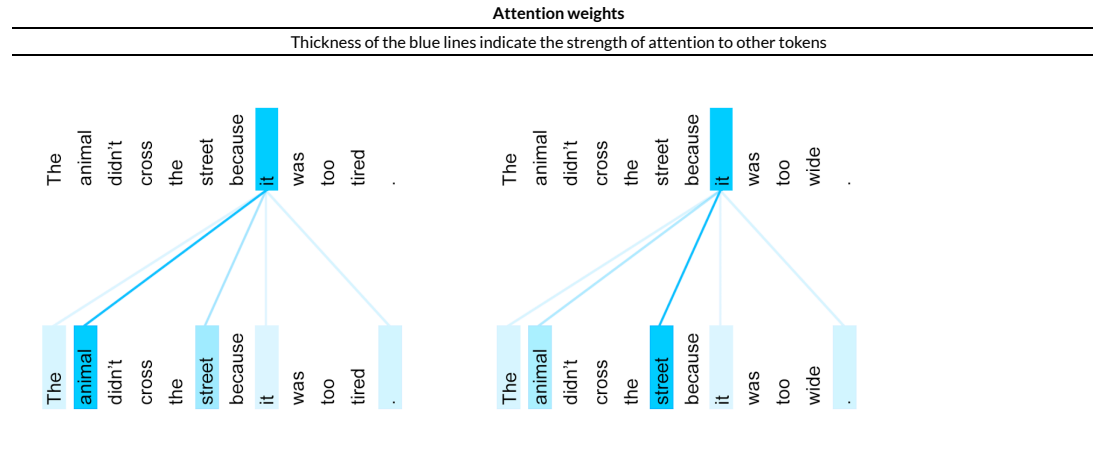 Attention weights
Thickness of the blue lines indicate the strength of attention to other tokens
The animal didn't cross the street because it was too tired .
The animal didn't cross the street because it was too wide .
The animal didn't cross the street because it was too tired .
The animal didn't cross the street because it was too wide .